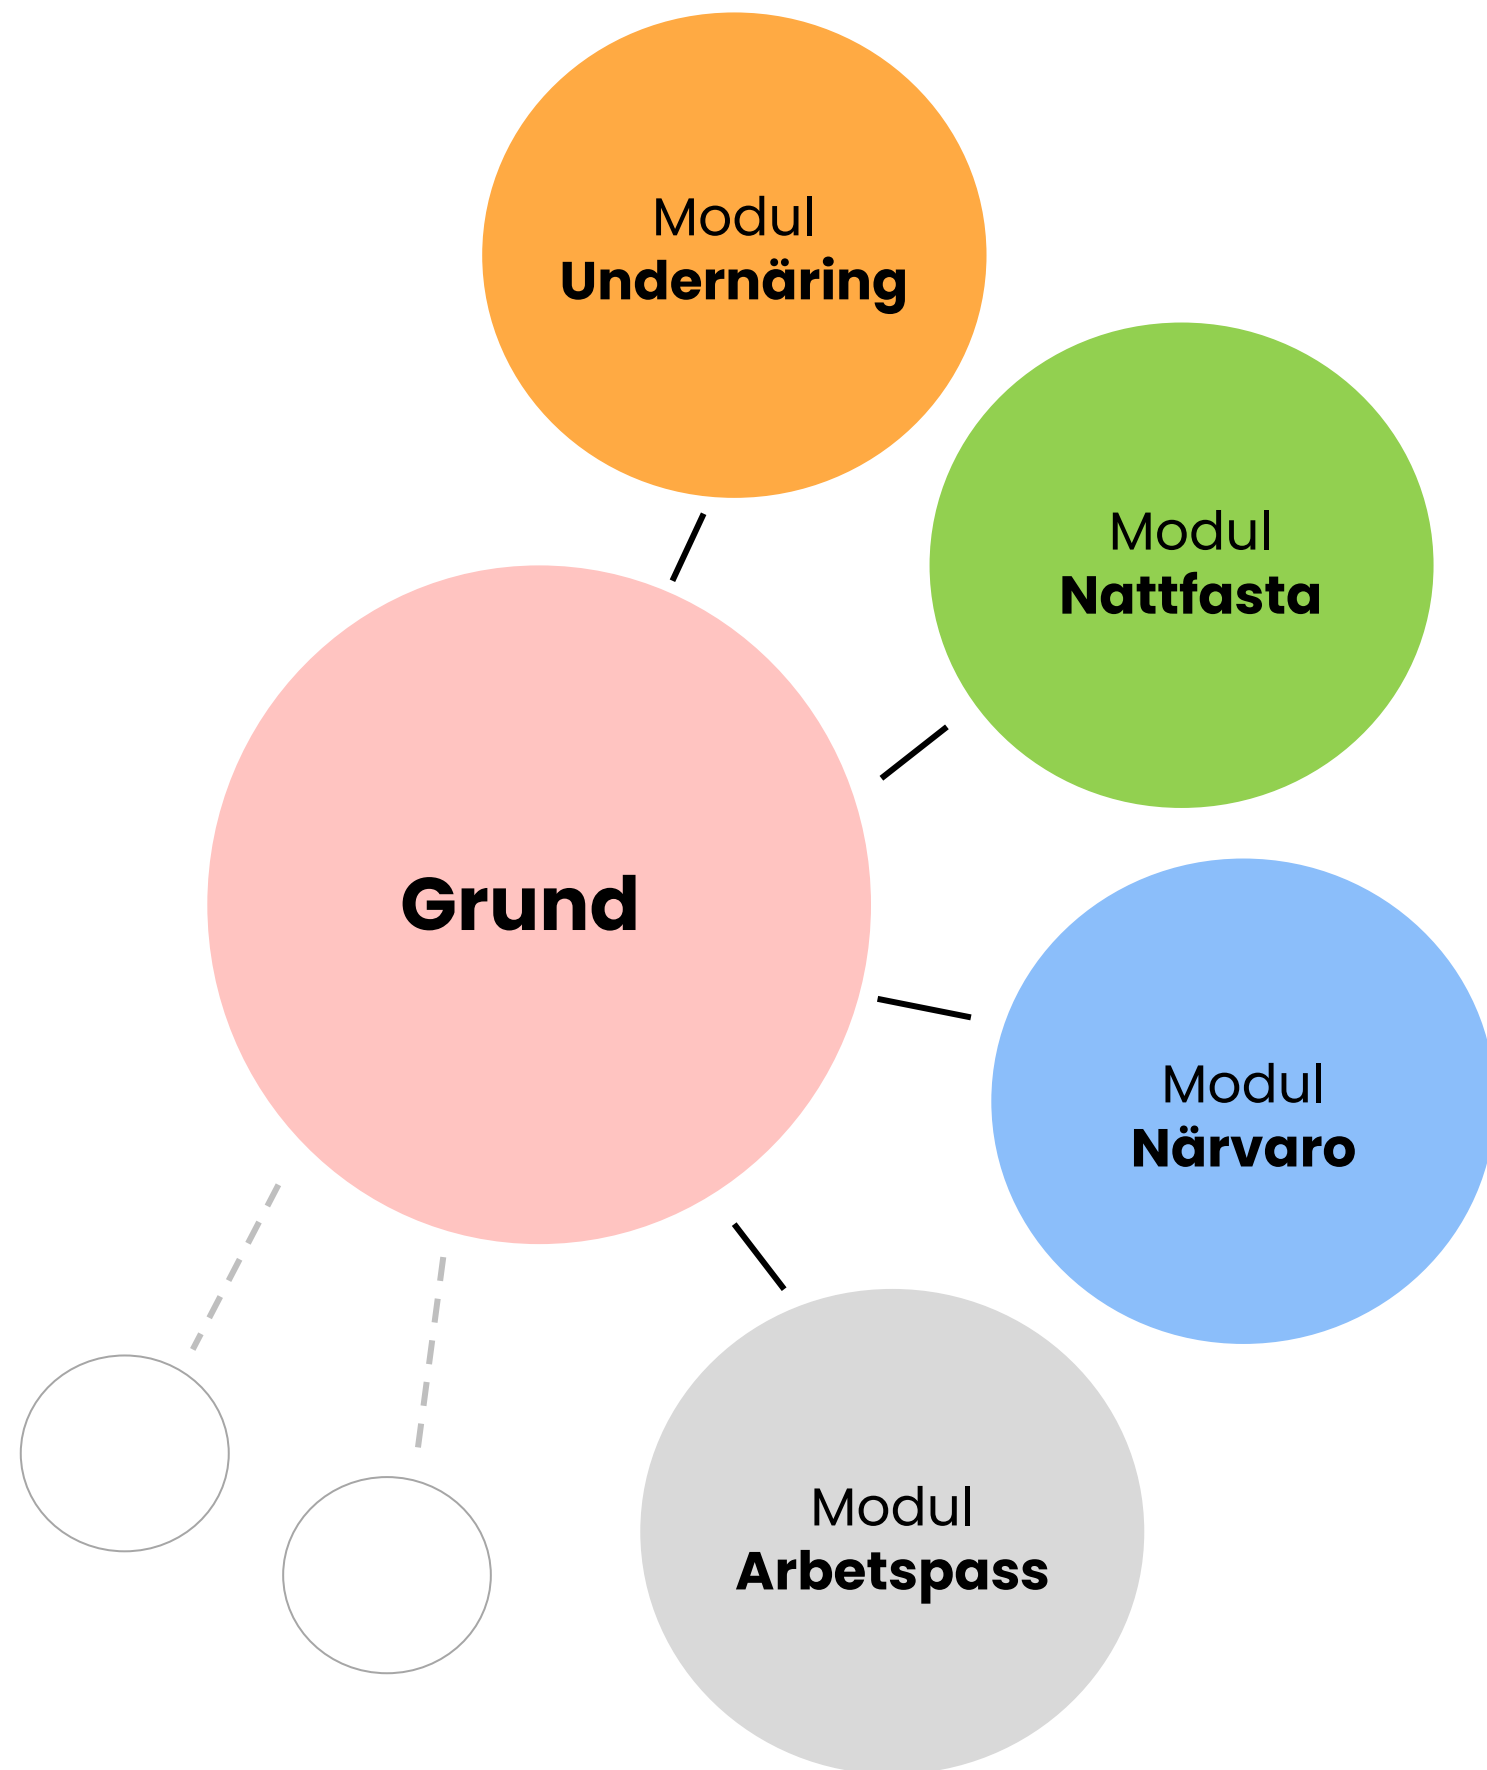 Modul
Undernäring
Modul
Nattfasta
Grund
Modul
Närvaro
Modul
Arbetspass